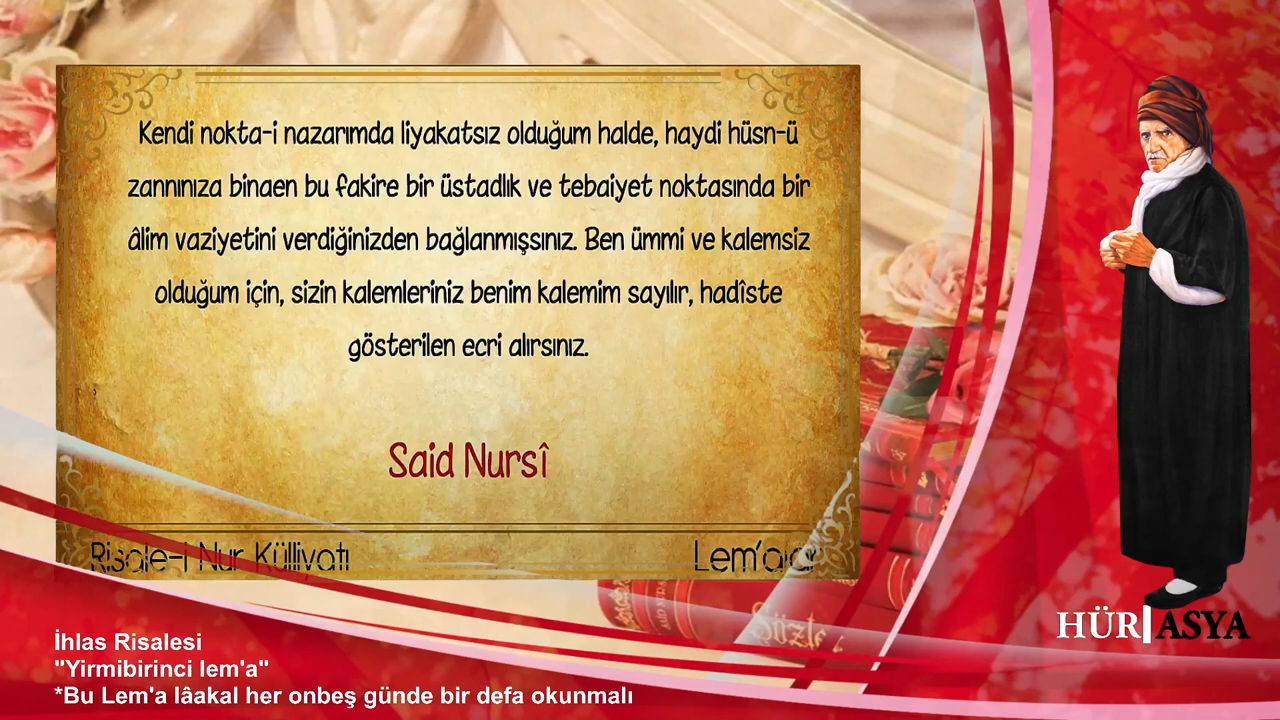 Kendi nokta-i nazarımda liyakatsız olduğum halde, haydi hüsn-ü
zannınıza binaen bu fakire bir üstadlık ve tebaiyet noktasında bir
âlim vaziyetini verdiğinizden bağlanmışsınız. Ben ümmi ve kalemsiz
olduğum için, sizin kalemleriniz benim kalemim sayılır, hadîste
gösterilen ecri alırsınız.
Said Nursî
Risale-i Nur Külliyatı
Lem'alar
HÜR ASYA
İhlas Risalesi
"Yirmibirinci lem'a"
*Bu Lem'a lâakal her onbeş günde bir defa okunmalı